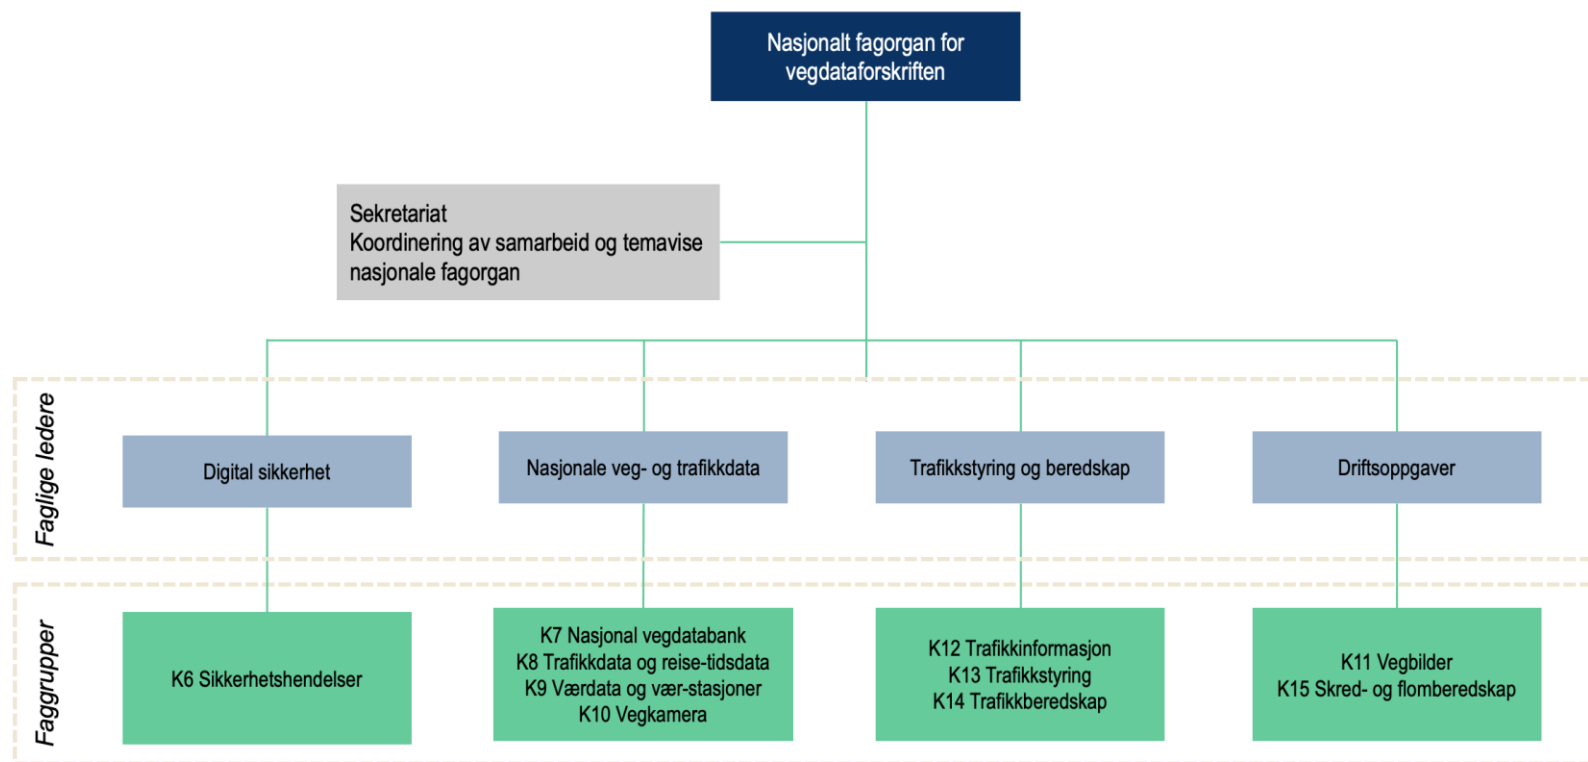 Nasjonalt fagorgan for
vegdataforskriften
Sekretariat
Koordinering av samarbeid og temavise
nasjonale fagorgan
Faglige ledere
Digital sikkerhet
Nasjonale veg- og trafikkdata
Trafikkstyring og beredskap
Driftsoppgaver
Faggrupper
K6 Sikkerhetshendelser
K7 Nasjonal vegdatabank
K8 Trafikkdata og reise-tidsdata
K9 Værdata og vær-stasjoner
K10 Vegkamera
K12 Trafikkinformasjon
K13 Trafikkstyring
K14 Trafikkberedskap
K11 Vegbilder
K15 Skred- og flomberedskap